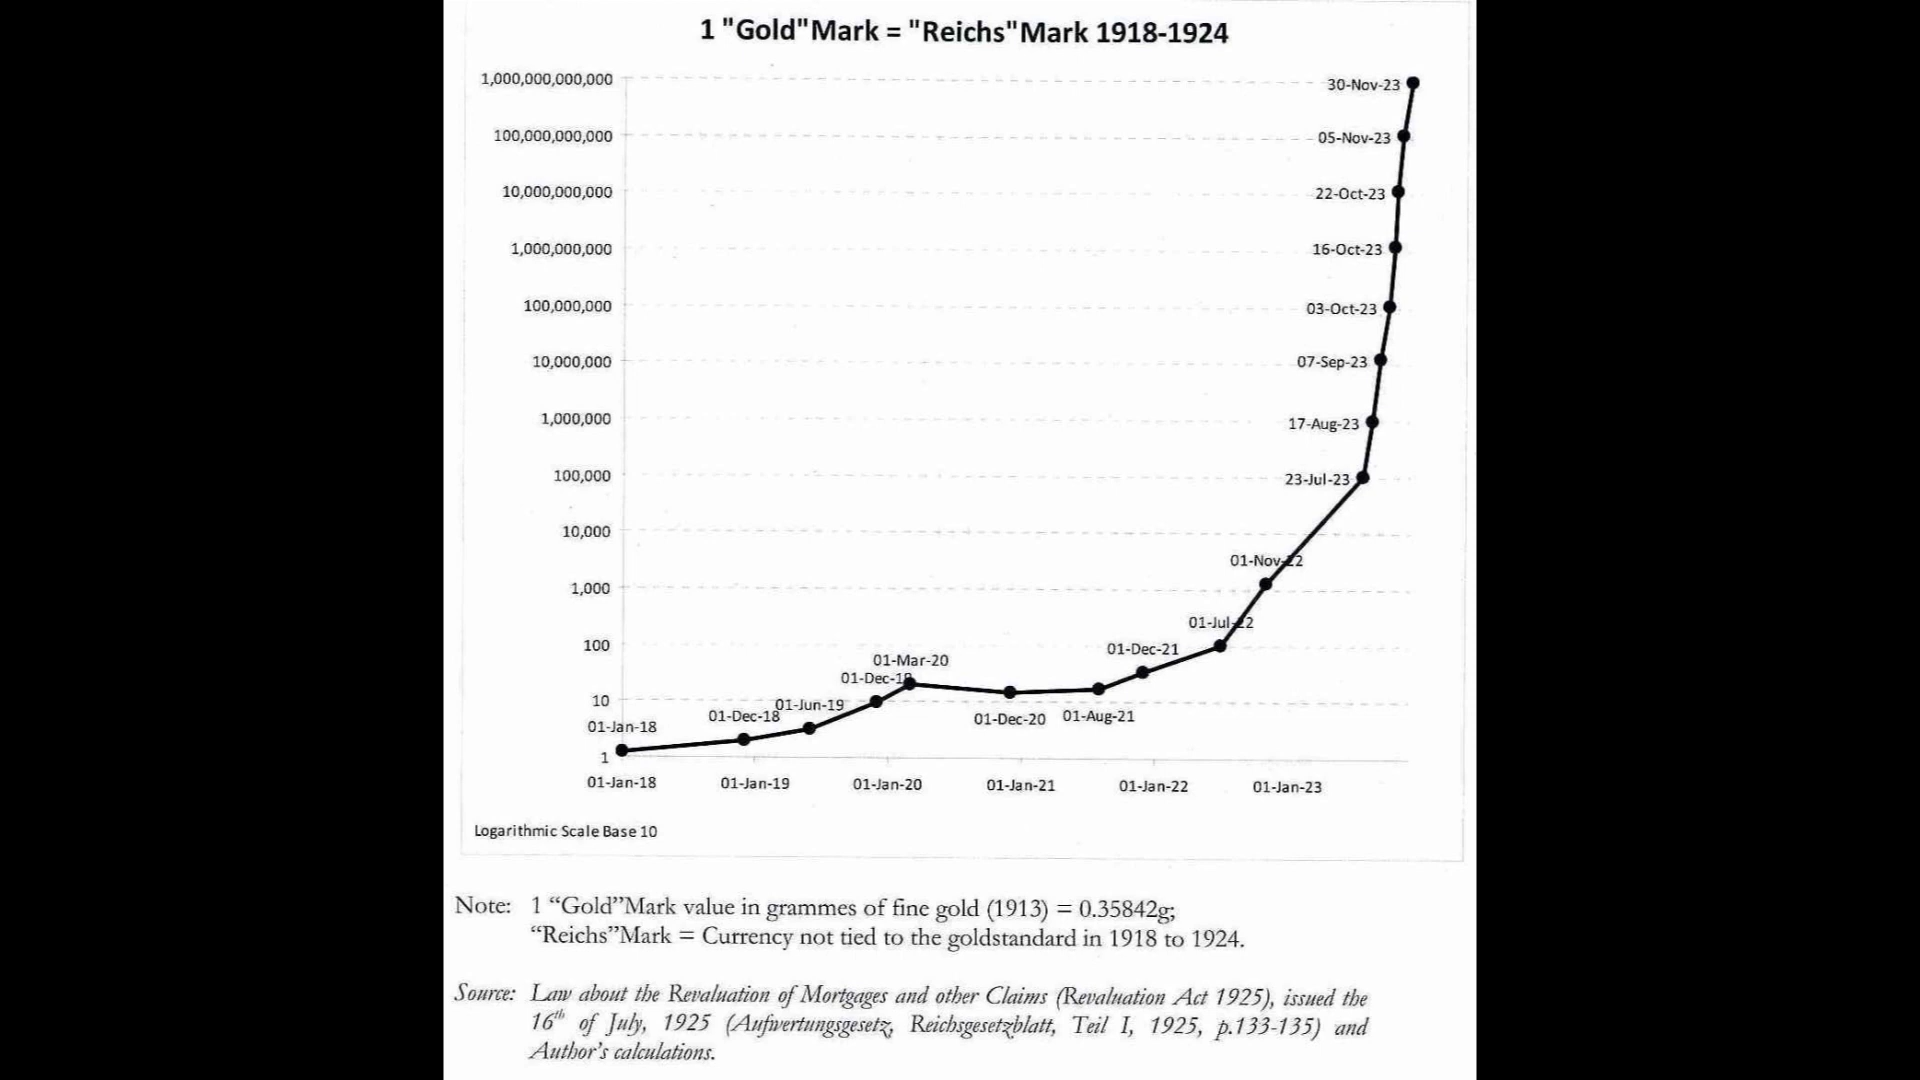 1 "Gold"Mark = "Reichs"Mark 1918-1924
1,000,000,000,000
30-Nov-23
100,000,000,000
05-Nov-23
10,000,000,000
22-Oct-23
1,000,000,000
16-Oct-23
100,000,000
03-Oct-23
10,000,000
07-Sep-23
1,000,000
17-Aug-23
100,000
23-Jul-23
10,000
01-Nov-22
1,000
01-Jul-22
100
01-Dec-21
01-Mar-20
01-Dec-19
10
01-Jun-19
01-Dec-18
01-Dec-20
01-Aug-21
01-Jan-18
1
01-Jan-18
01-Jan-19
01-Jan-20
01-Jan-21
01-Jan-22
01-Jan-23
Logarithmic Scale Base 10
Note: 1 “Gold”Mark value in grammes of fine gold (1913) = 0.35842g;
“Reichs”Mark = Currency not tied to the goldstandard in 1918 to 1924.
Source: Law about the Revaluation of Mortgages and other Claims (Revaluation Act 1925), issued the
16th of July, 1925 (Aufwertungsgesetz, Reichsgesetzblatt, Teil I, 1925, p.133-135) and
Author’s calculations.